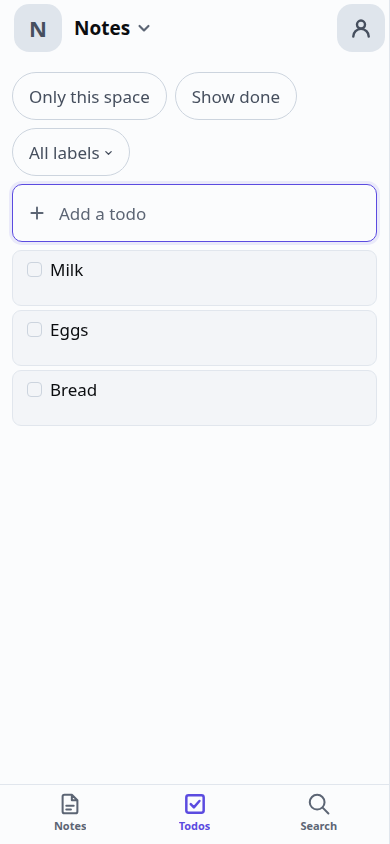 N
Notes
Only this space
Show done
All labels
Add a todo
Milk
Eggs
Bread
Notes
Todos
Search